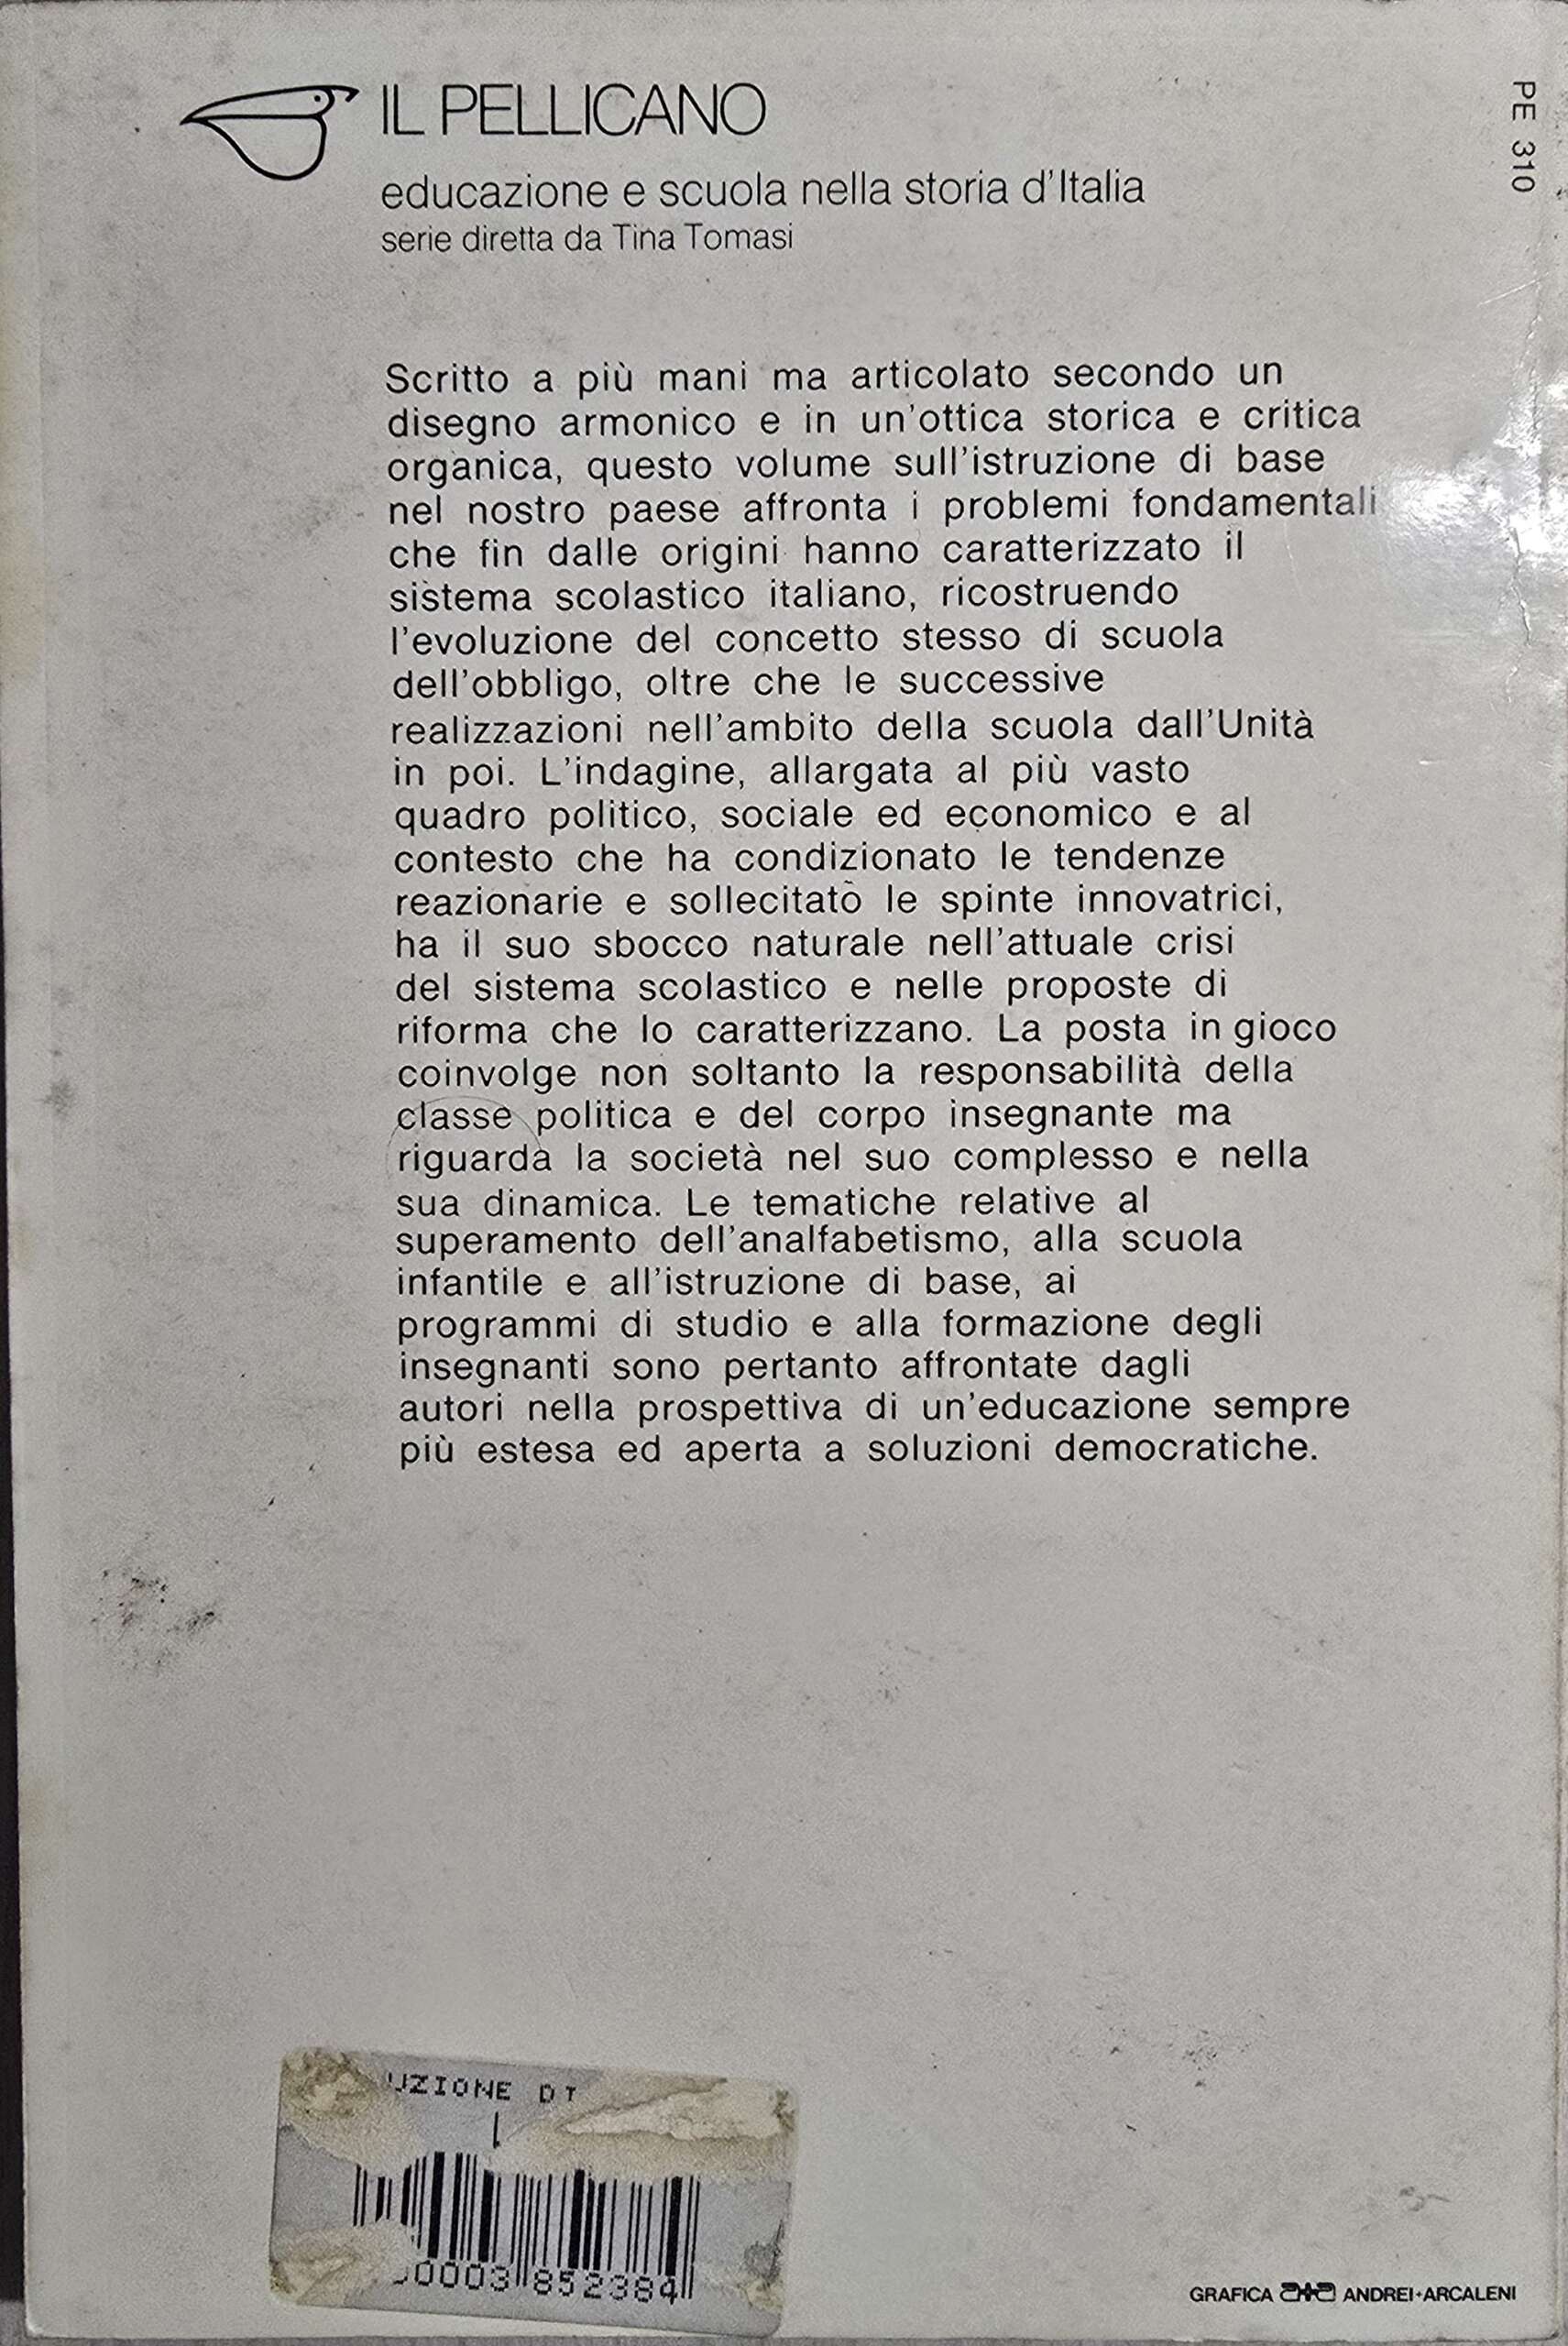 IL PELLICANO
educazione e scuola nella storia d'Italia
serie diretta da Tina Tomasi
PE 310
Scritto a più mani ma articolato secondo un
disegno armonico e in un'ottica storica e critica
organica, questo volume sull'istruzione di base
nel nostro paese affronta i problemi fondamentali
che fin dalle origini hanno caratterizzato il
sistema scolastico italiano, ricostruendo
l'evoluzione del concetto stesso di scuola
dell'obbligo, oltre che le successive
realizzazioni nell'ambito della scuola dall'Unità
in poi. L'indagine, allargata al più vasto
quadro politico, sociale ed economico e al
contesto che ha condizionato le tendenze
reazionarie e sollecitato le spinte innovatrici,
ha il suo sbocco naturale nell'attuale crisi
del sistema scolastico e nelle proposte di
riforma che lo caratterizzano. La posta in gioco
coinvolge non soltanto la responsabilità della
classe politica e del corpo insegnante ma
riguarda la società nel suo complesso e nella
sua dinamica. Le tematiche relative al
superamento dell'analfabetismo, alla scuola
infantile e all'istruzione di base, ai
programmi di studio e alla formazione degli
insegnanti sono pertanto affrontate dagli
autori nella prospettiva di un'educazione sempre
più estesa ed aperta a soluzioni democratiche.
UZIONE DI
0003 852384
GRAFICA a+a ANDREI+ARCALENI